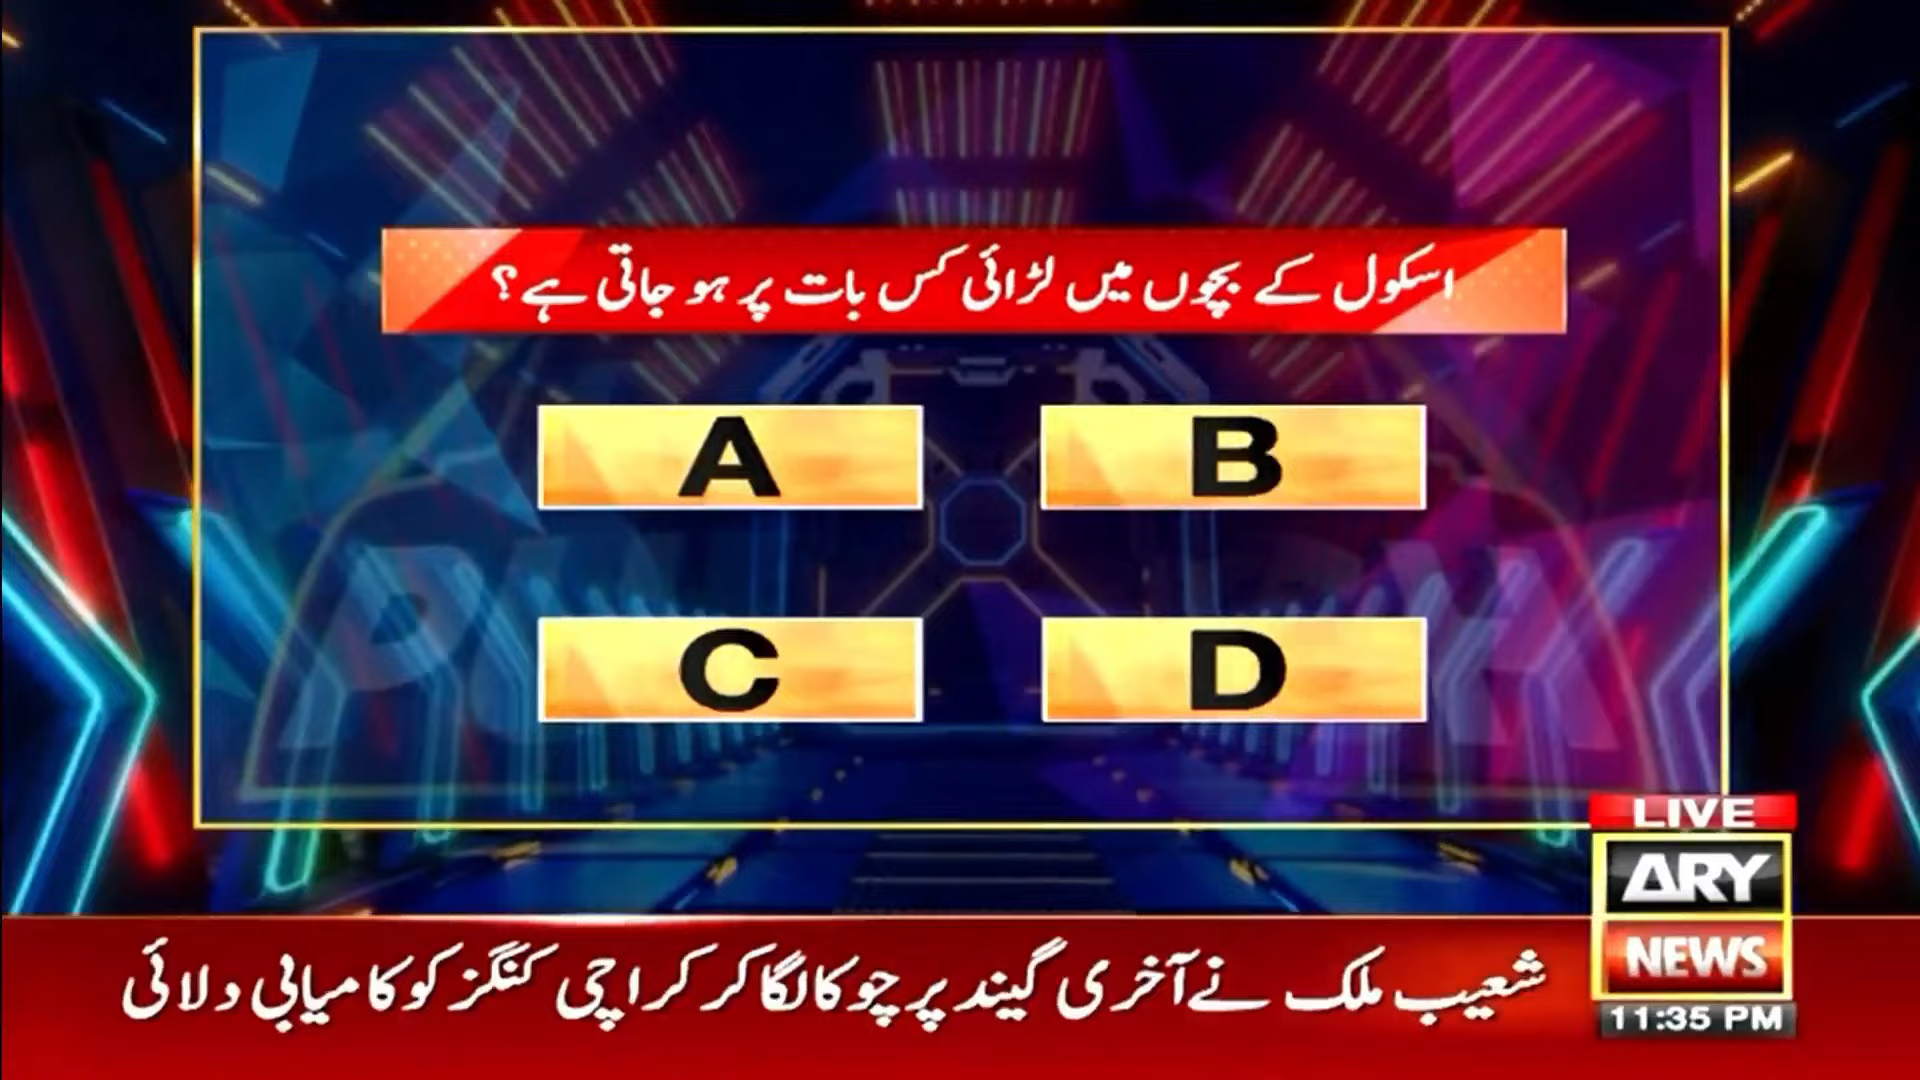 اسکول کے بچوں میں لڑائی کس بات پر ہو جاتی ہے؟
A
B
C
D
LIVE
ARY
NEWS
شعیب ملک نے آخری گیند پر چوکا لگا کر کراچی کنگز کو کامیابی دلائی
11:35 PM